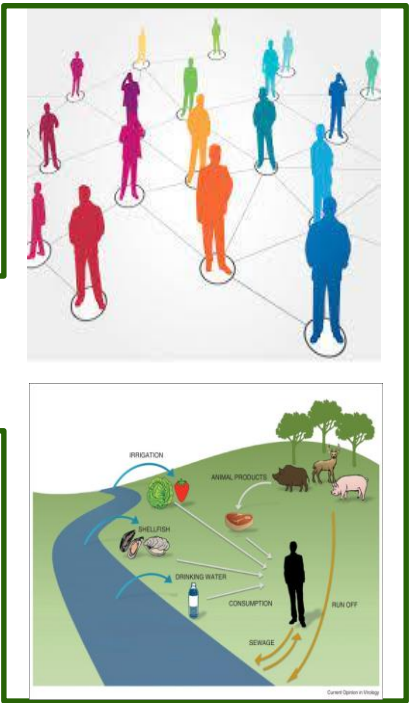 IRRIGATION
ANIMAL PRODUCTS
SHELLFISH
DRINKING WATER
CONSUMPTION
RUN OFF
SEWAGE
Current Opinion in Virology